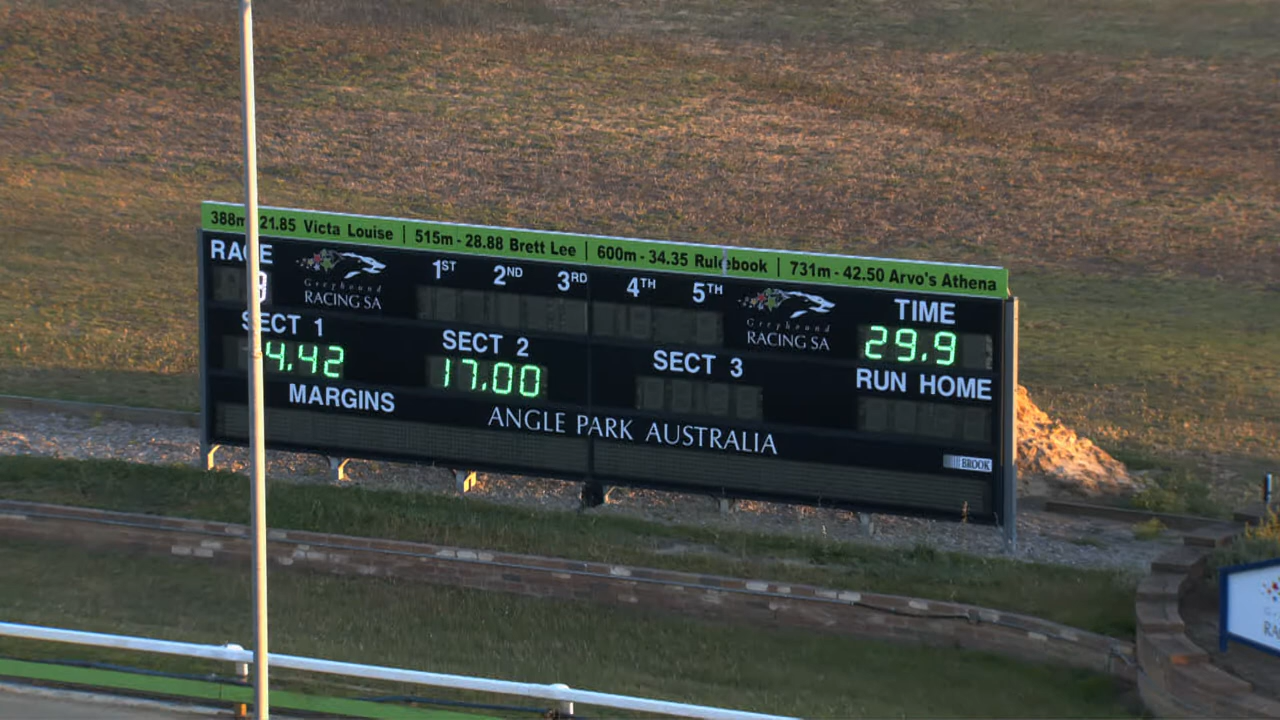 388m 21.85 Victa Louise | 515m - 28.88 Brett Lee | 600m - 34.35 Rulebook | 731m - 42.50 Arvo's Athena
RACE
Greyhound
RACING SA
1ST 2ND 3RD 4TH 5TH
Greyhound
RACING SA
TIME
29.9
SECT 1
4.42
SECT 2
17.00
SECT 3
RUN HOME
MARGINS
ANGLE PARK AUSTRALIA
BROOK